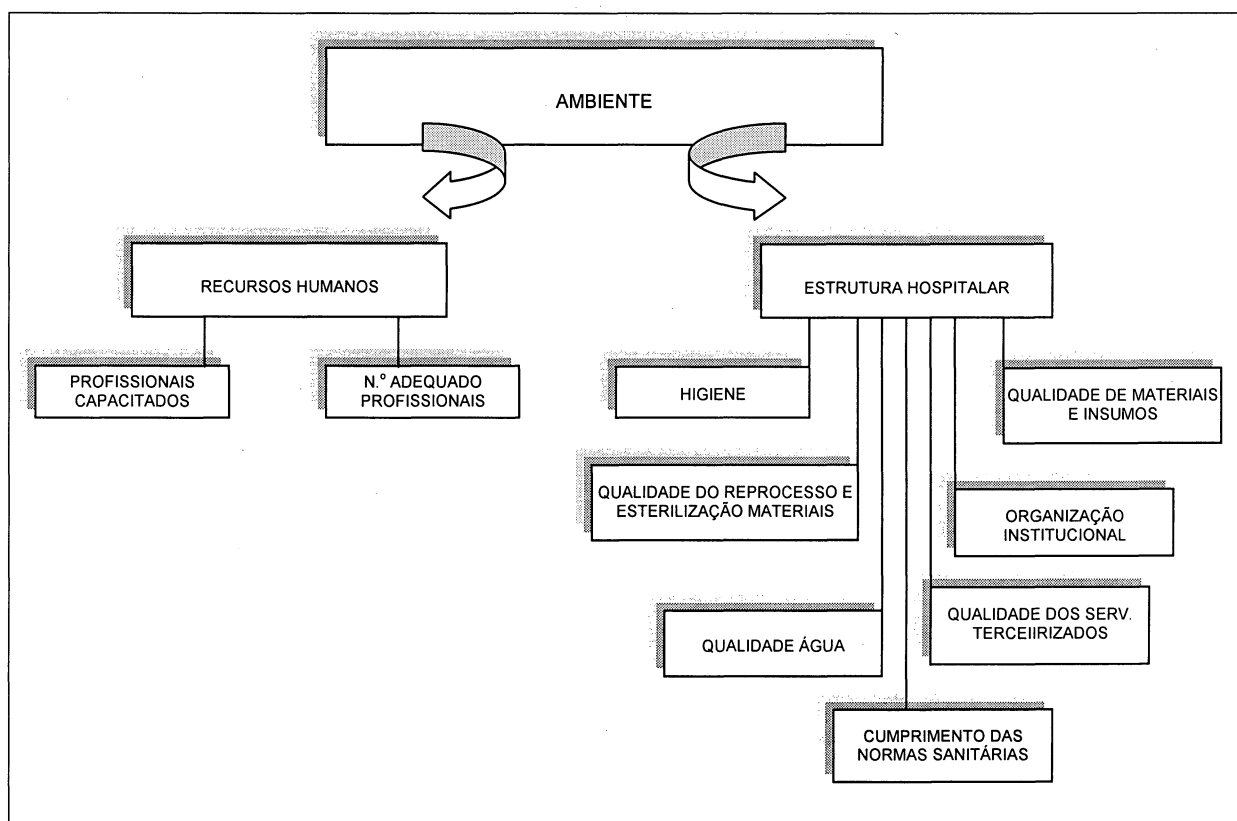 AMBIENTE
RECURSOS HUMANOS
ESTRUTURA HOSPITALAR
PROFISSIONAIS
CAPACITADOS
N.º ADEQUADO
PROFISSIONAIS
HIGIENE
QUALIDADE DE MATERIAIS
E INSUMOS
QUALIDADE DO REPROCESSO E
ESTERILIZAÇÃO MATERIAIS
ORGANIZAÇÃO
INSTITUCIONAL
QUALIDADE ÁGUA
QUALIDADE DOS SERV.
TERCEIIRIZADOS
CUMPRIMENTO DAS
NORMAS SANITÁRIAS